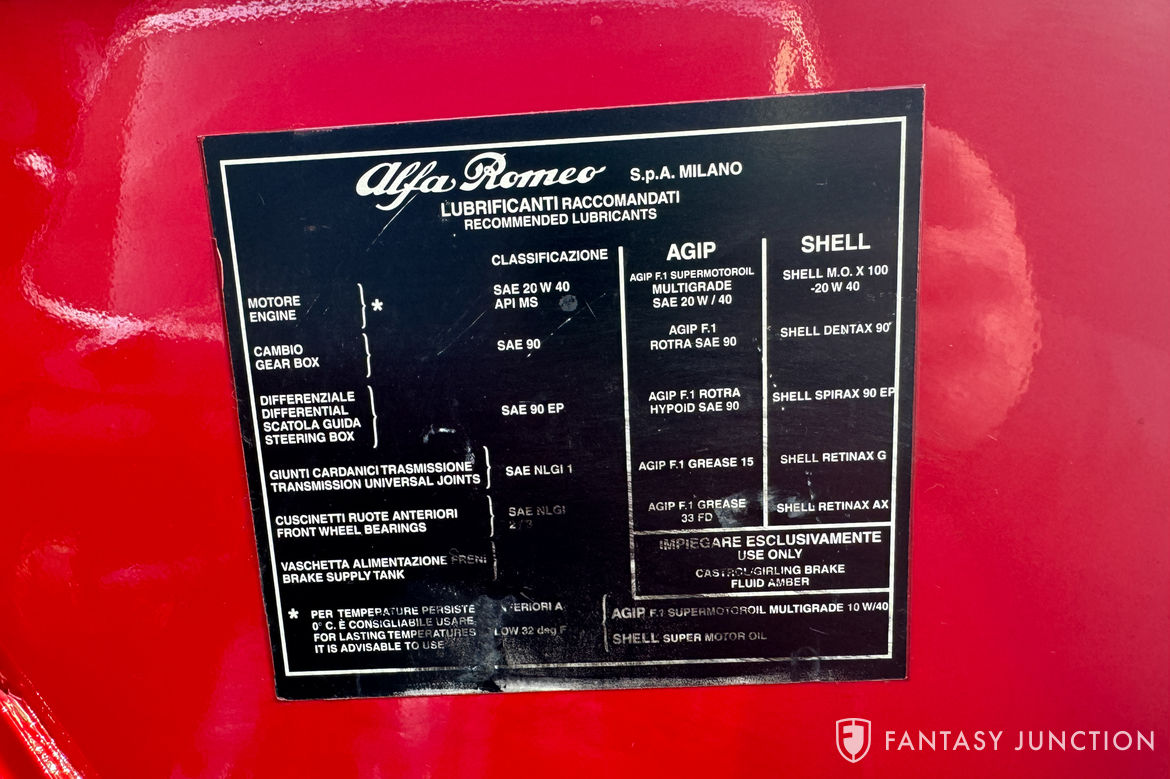 Alfa Romeo S.p.A. MILANO
LUBRIFICANTI RACCOMANDATI
RECOMMENDED LUBRICANTS
CLASSIFICAZIONE AGIP SHELL
MOTORE
ENGINE
*
SAE 20 W 40
API MS
AGIP F.1 SUPERMOTOROIL
MULTIGRADE
SAE 20 W / 40
SHELL M.O. X 100
-20 W 40
CAMBIO
GEAR BOX
SAE 90
AGIP F.1
ROTRA SAE 90
SHELL DENTAX 90
DIFFERENZIALE
DIFFERENTIAL
SCATOLA GUIDA
STEERING BOX
SAE 90 EP
AGIP F.1 ROTRA
HYPOID SAE 90
SHELL SPIRAX 90 EP
GIUNTI CARDANICI TRASMISSIONE
TRANSMISSION UNIVERSAL JOINTS
SAE NLGI 1
AGIP F.1 GREASE 15
SHELL RETINAX G
CUSCINETTI RUOTE ANTERIORI
FRONT WHEEL BEARINGS
SAE NLGI
2 / 3
AGIP F.1 GREASE
33 FD
SHELL RETINAX AX
VASCHETTA ALIMENTAZIONE FRENI
BRAKE SUPPLY TANK
IMPIEGARE ESCLUSIVAMENTE
USE ONLY
CASTROL/GIRLING BRAKE
FLUID AMBER
* PER TEMPERATURE PERSISTE ERIORI A
0° C. È CONSIGLIABILE USARE
FOR LASTING TEMPERATURES LOW 32 deg F
IT IS ADVISABLE TO USE
AGIP F.1 SUPERMOTOROIL MULTIGRADE 10 W/40
SHELL SUPER MOTOR OIL
FANTASY JUNCTION